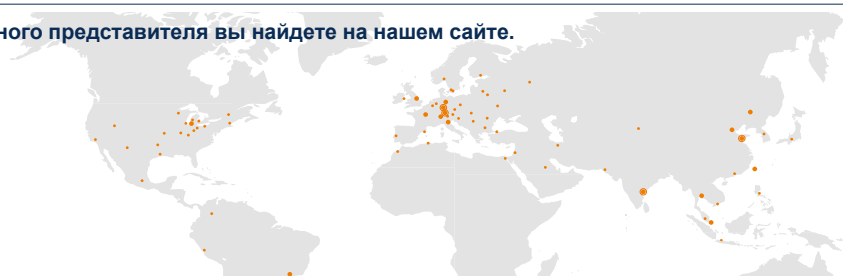 ного представителя вы найдете на нашем сайте.